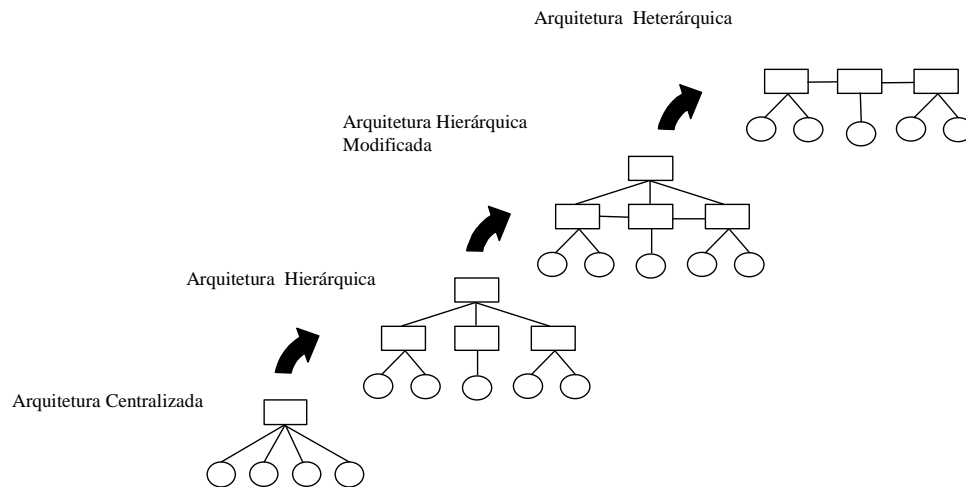 Arquitetura Heterárquica
Arquitetura Hierárquica
Modificada
Arquitetura Hierárquica
Arquitetura Centralizada